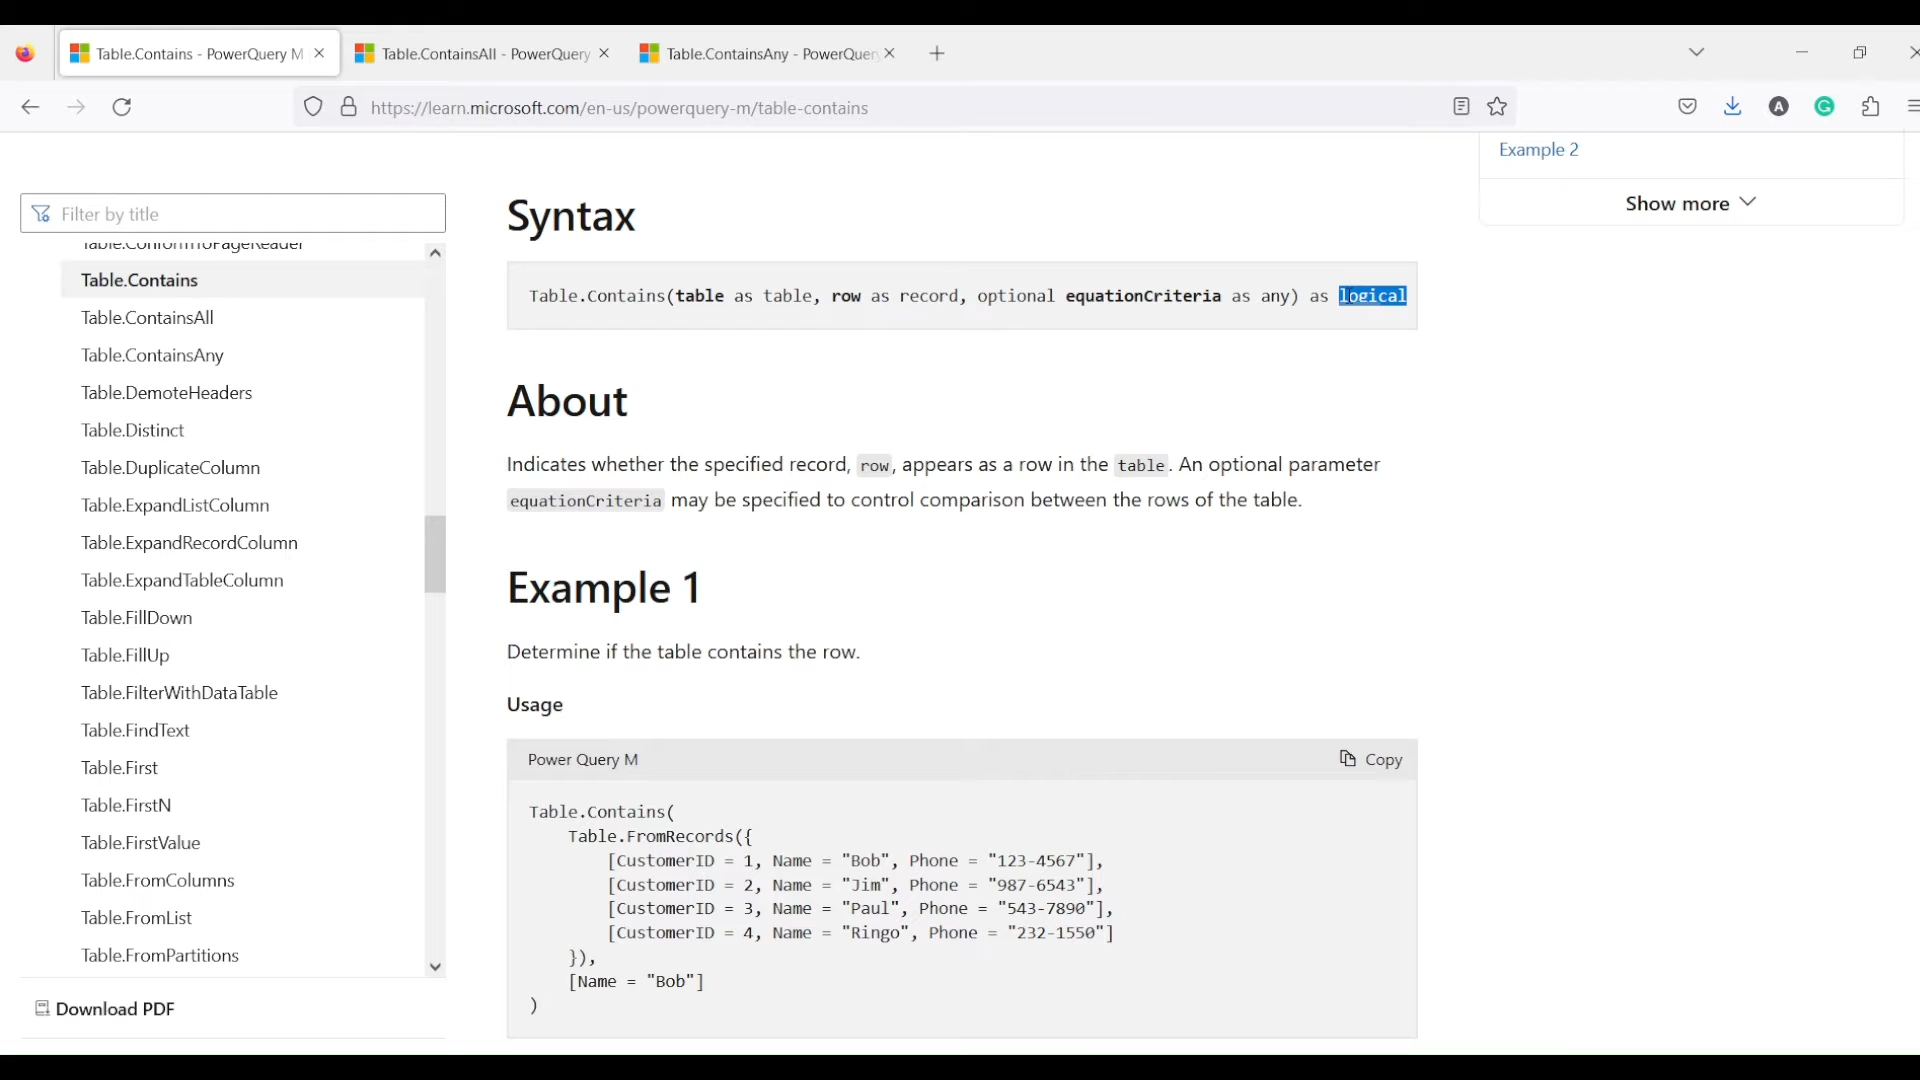 Table.Contains - PowerQuery M
Table.ContainsAll - PowerQuery
Table.ContainsAny - PowerQuer
https://learn.microsoft.com/en-us/powerquery-m/table-contains
A
G
Example 2
Show more
Filter by title
Table.ConformToPageReader
Table.Contains
Table.ContainsAll
Table.ContainsAny
Table.DemoteHeaders
Table.Distinct
Table.DuplicateColumn
Table.ExpandListColumn
Table.ExpandRecordColumn
Table.ExpandTableColumn
Table.FillDown
Table.FillUp
Table.FilterWithDataTable
Table.FindText
Table.First
Table.FirstN
Table.FirstValue
Table.FromColumns
Table.FromList
Table.FromPartitions
Download PDF
Syntax
Table.Contains(table as table, row as record, optional equationCriteria as any) as logical
About
Indicates whether the specified record, row, appears as a row in the table. An optional parameter
equationCriteria may be specified to control comparison between the rows of the table.
Example 1
Determine if the table contains the row.
Usage
Power Query M
Copy
Table.Contains(
    Table.FromRecords({
        [CustomerID = 1, Name = "Bob", Phone = "123-4567"],
        [CustomerID = 2, Name = "Jim", Phone = "987-6543"],
        [CustomerID = 3, Name = "Paul", Phone = "543-7890"],
        [CustomerID = 4, Name = "Ringo", Phone = "232-1550"]
    }),
    [Name = "Bob"]
)